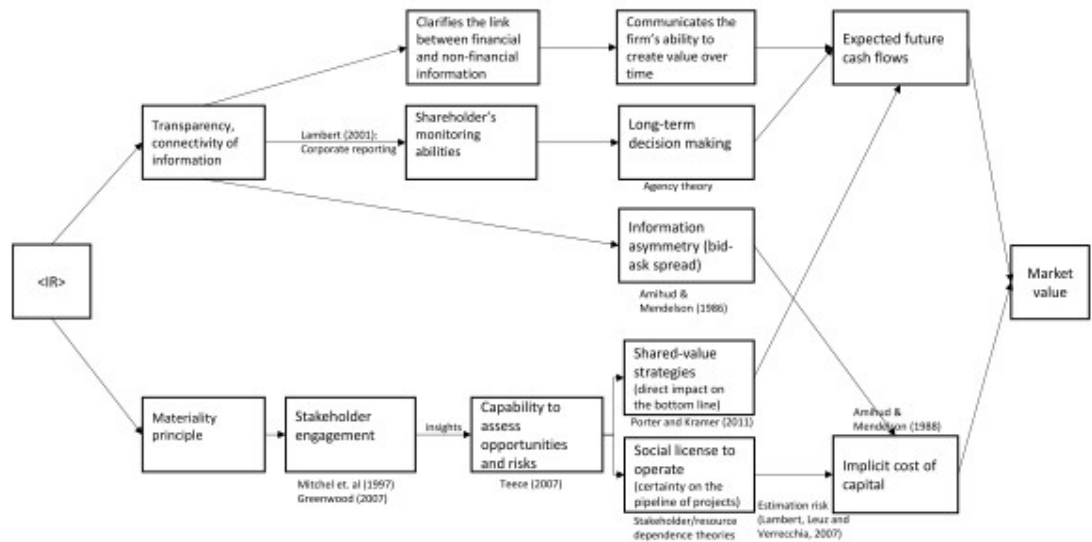 Clarifies the link
between financial
and non-financial
information
Communicates the
firm's ability to
create value over
time
Expected future
cash flows
Transparency,
connectivity of
information
Lambert (2001):
Corporate reporting
Shareholder's
monitoring
abilities
Long-term
decision making
Agency theory
Information
asymmetry (bid-
ask spread)
Amihud &
Mendelson (1986)
<IR>
Market
value
Shared-value
strategies
(direct impact on
the bottom line)
Porter and Kramer (2011)
Materiality
principle
Stakeholder
engagement
Mitchel et. al (1997)
Greenwood (2007)
insights
Capability to
assess
opportunities
and risks
Teece (2007)
Social license to
operate
(certainty on the
pipeline of projects)
Stakeholder/resource
dependence theories
Estimation risk
(Lambert, Leuz and
Verrecchia, 2007)
Amihud &
Mendelson (1988)
Implicit cost of
capital